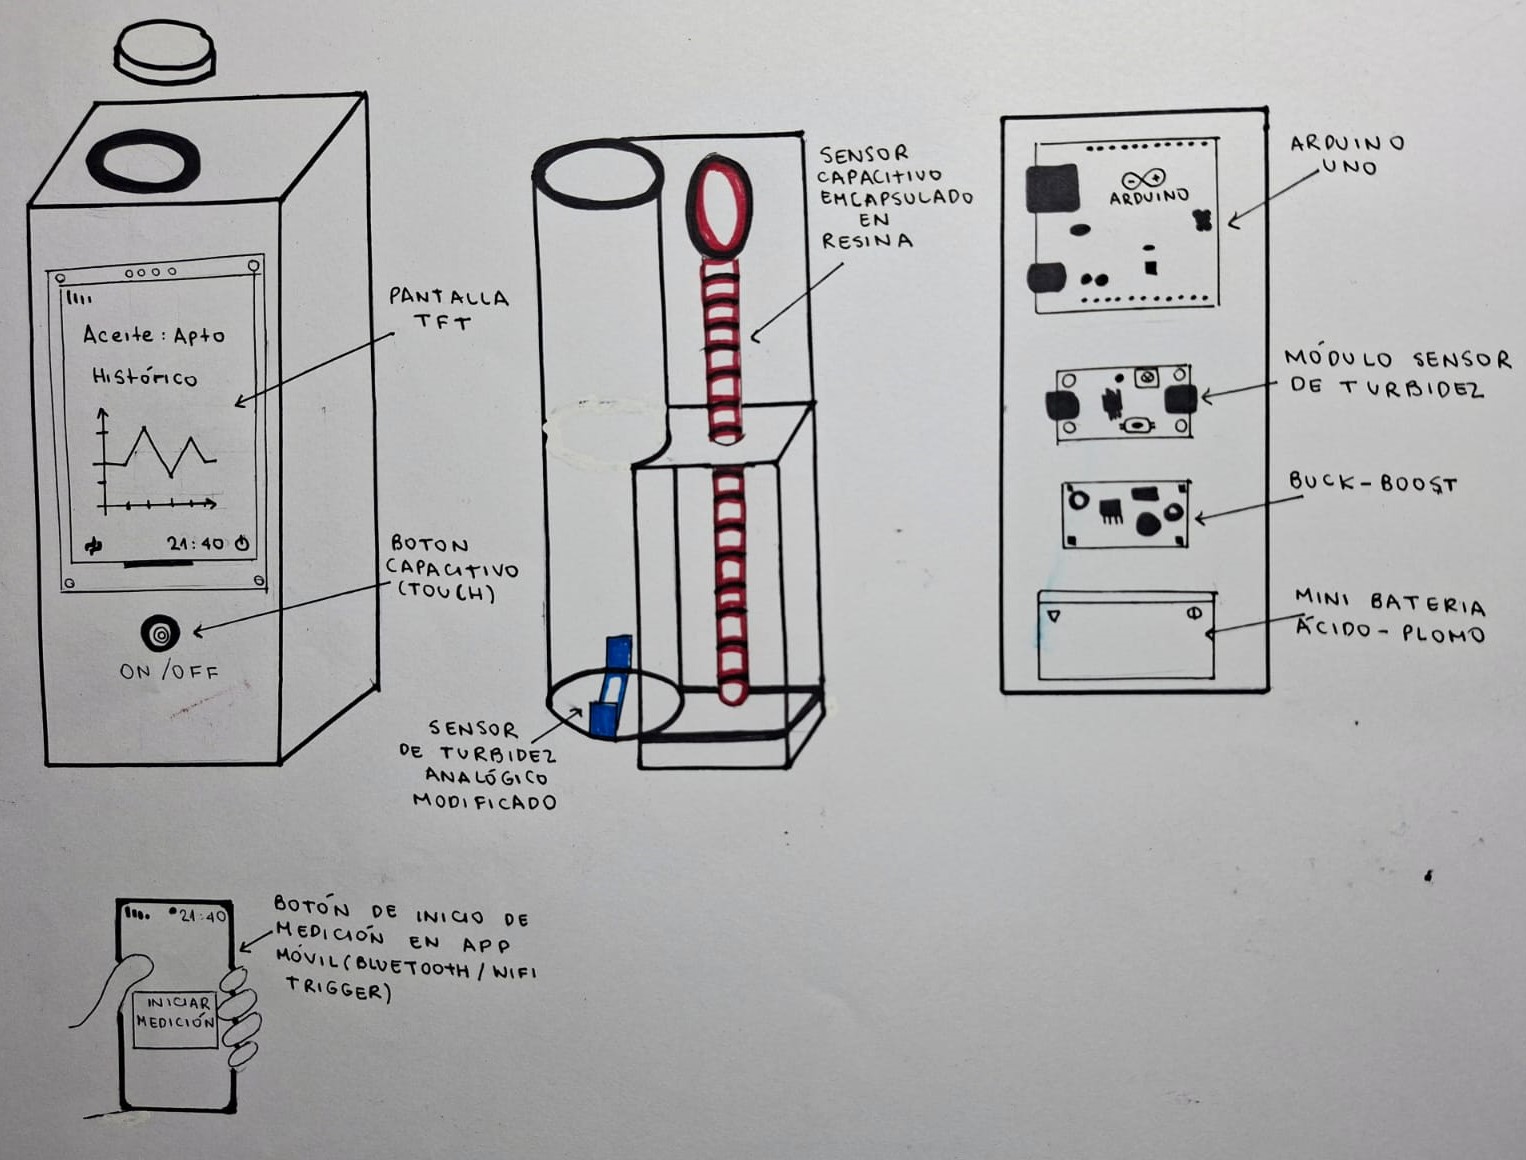 Aceite : Apto
Histórico
21:40
ON/OFF
PANTALLA
TFT
BOTON
CAPACITIVO
(TOUCH)
SENSOR
CAPACITIVO
EMCAPSULADO
EN
RESINA
SENSOR
DE TURBIDEZ
ANALÓGICO
MODIFICADO
ARDUINO
ARDUINO
UNO
MÓDULO SENSOR
DE TURBIDEZ
BUCK-BOOST
MINI BATERIA
ÁCIDO-PLOMO
21:40
INICIAR
MEDICIÓN
BOTÓN DE INICIO DE
MEDICIÓN EN APP
MÓVIL (BLUETOOTH / WIFI
TRIGGER)